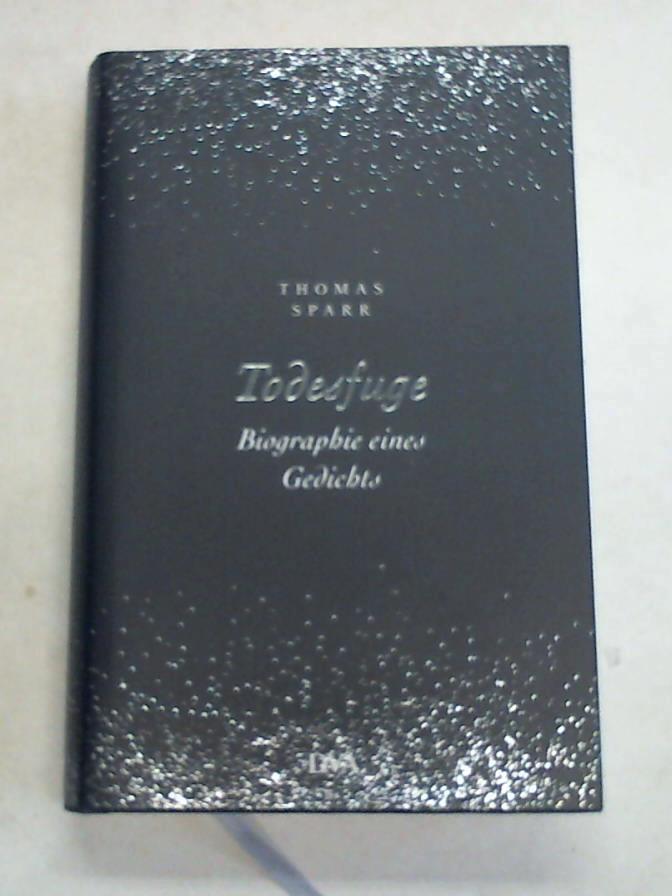 THOMAS
SPARR
Todesfuge
Biographie eines
Gedichts
DVA